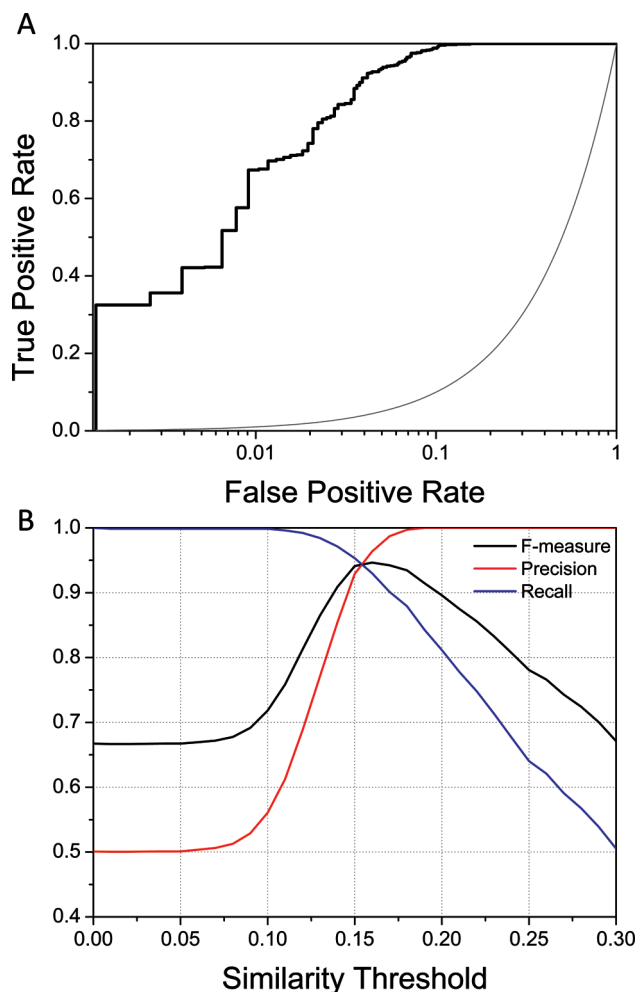 A
True Positive Rate
1.0
0.8
0.6
0.4
0.2
0.0
0.01
0.1
1
False Positive Rate
B
1.0
0.9
0.8
0.7
0.6
0.5
0.4
F-measure
Precision
Recall
0.00
0.05
0.10
0.15
0.20
0.25
0.30
Similarity Threshold